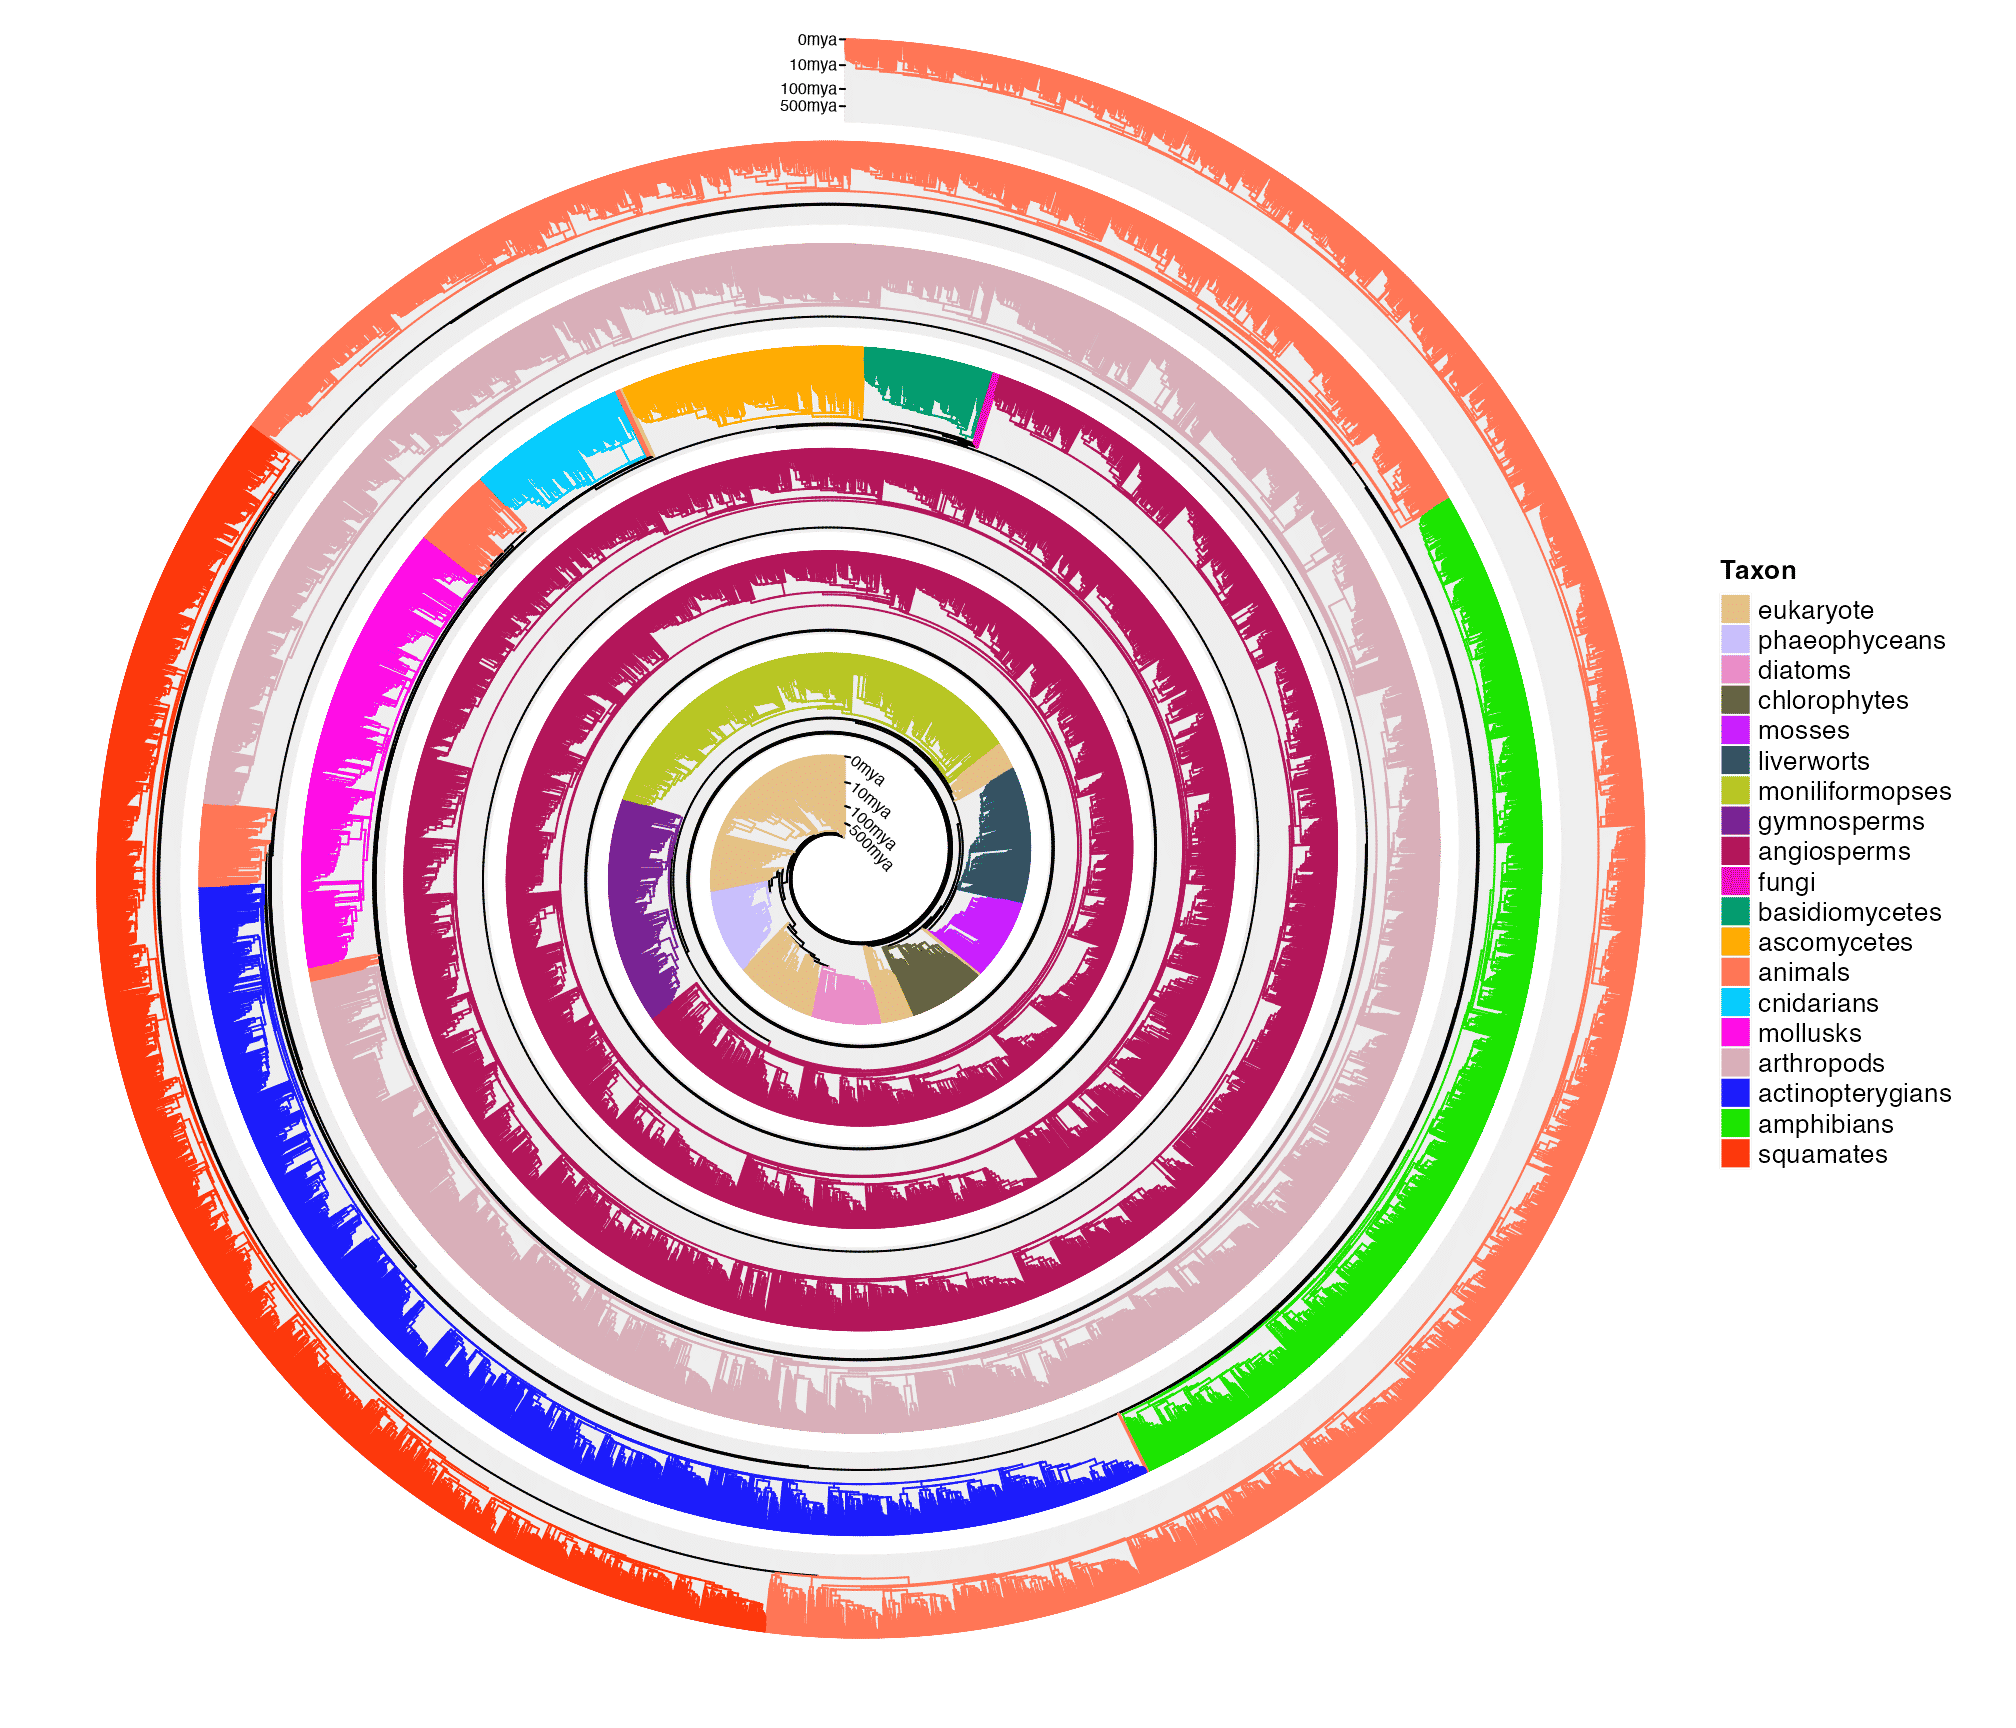 0mya
10mya
100mya
500mya
0mya
10mya
100mya
500mya
Taxon
eukaryote
phaeophyceans
diatoms
chlorophytes
mosses
liverworts
moniliformopses
gymnosperms
angiosperms
fungi
basidiomycetes
ascomycetes
animals
cnidarians
mollusks
arthropods
actinopterygians
amphibians
squamates